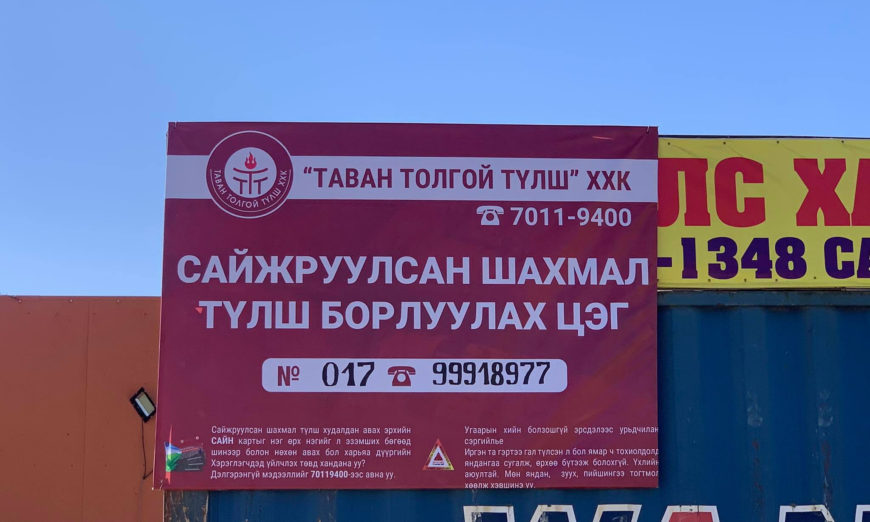 ТАВАН ТОЛГОЙ ТҮЛШ ХХК
“ТАВАН ТОЛГОЙ ТҮЛШ” ХХК
☎ 7011-9400
САЙЖРУУЛСАН ШАХМАЛ
ТҮЛШ БОРЛУУЛАХ ЦЭГ
№ 017 ☎ 99918977
Сайжруулсан шахмал түлш худалдан авах эрхийн
САЙН картыг нэг өрх нэгийг л эзэмших бөгөөд
шинээр болон нөхөн авах бол харьяа дүүргийн
Хэрэглэгчдэд үйлчлэх төвд хандана уу?
Дэлгэрэнгүй мэдээллийг 70119400-ээс авна уу.
Угаарын хийн болзошгүй эрсдэлээс урьдчилан
сэргийлье
Иргэн та гэртээ гал түлсэн л бол ямар ч тохиолдолд
яндангаа сугалж, өрхөө бүтээж болохгүй. Үхлийн
аюултай. Мөн яндан, зуух, пийшингээ тогтмол
хөөлж хэвшинэ үү.
ЛС ХА
-1348 СА